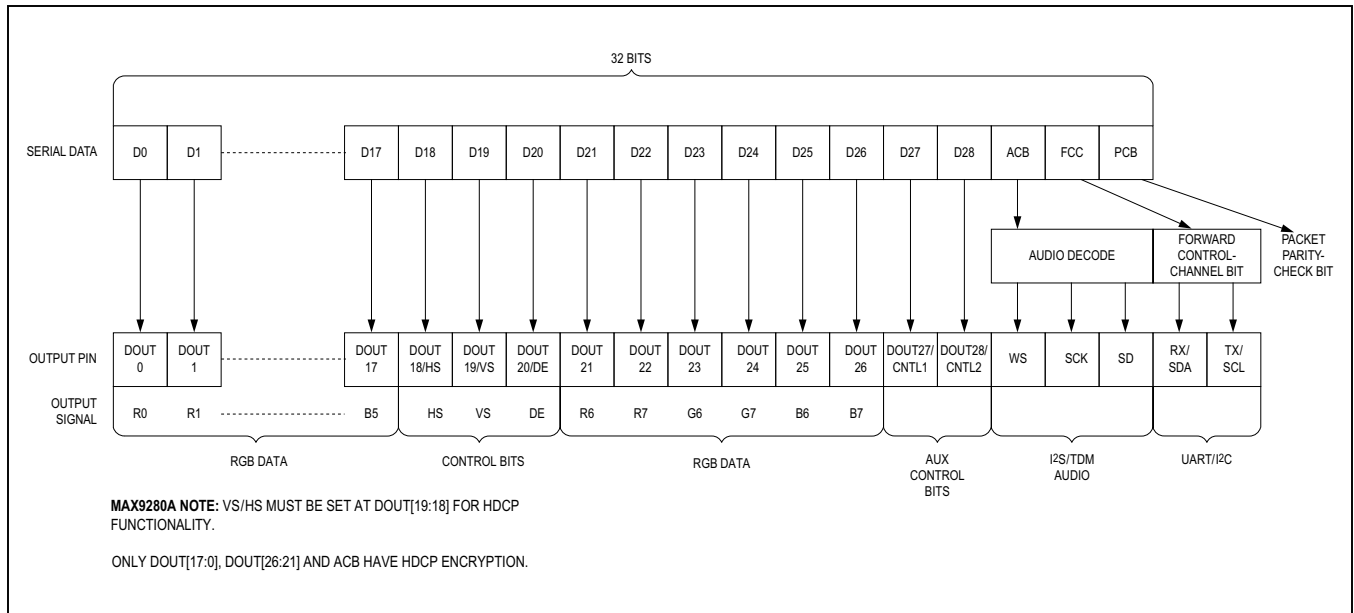 32 BITS
SERIAL DATA D0 D1 D17 D18 D19 D20 D21 D22 D23 D24 D25 D26 D27 D28 ACB FCC PCB
AUDIO DECODE
FORWARD
CONTROL-
CHANNEL BIT
PACKET
PARITY-
CHECK BIT
OUTPUT PIN
DOUT
0
DOUT
1
DOUT
17
DOUT
18/HS
DOUT
19/VS
DOUT
20/DE
DOUT
21
DOUT
22
DOUT
23
DOUT
24
DOUT
25
DOUT
26
DOUT27/
CNTL1
DOUT28/
CNTL2
WS
SCK
SD
RX/
SDA
TX/
SCL
OUTPUT
SIGNAL
R0 R1 B5 HS VS DE R6 R7 G6 G7 B6 B7
RGB DATA
CONTROL BITS
RGB DATA
AUX
CONTROL
BITS
I2S/TDM
AUDIO
UART/I2C
MAX9280A NOTE: VS/HS MUST BE SET AT DOUT[19:18] FOR HDCP
FUNCTIONALITY.
ONLY DOUT[17:0], DOUT[26:21] AND ACB HAVE HDCP ENCRYPTION.